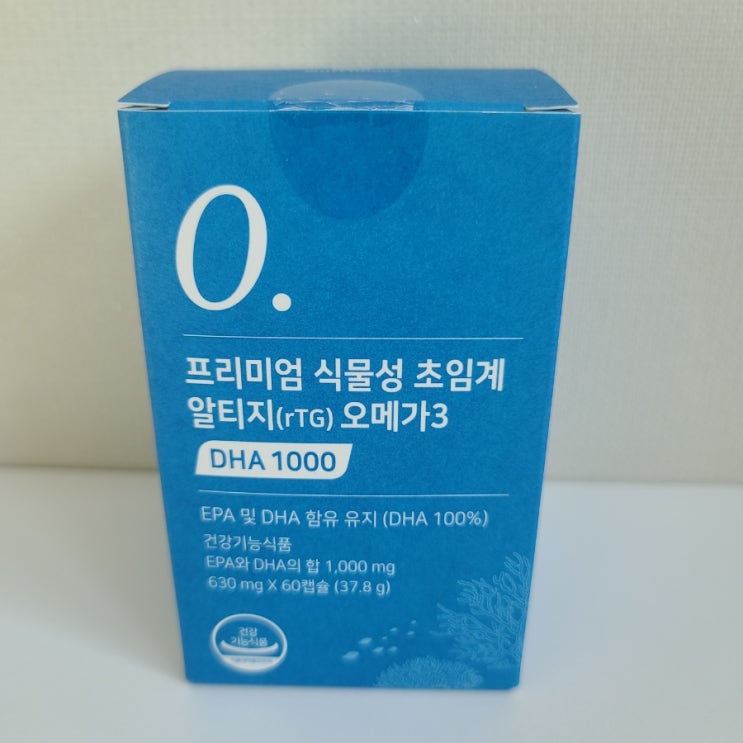 0.
프리미엄 식물성 초임계
알티지(rTG) 오메가3
DHA 1000
EPA 및 DHA 함유 유지 (DHA 100%)
건강기능식품
EPA와 DHA의 합 1,000 mg
630 mg X 60캡슐 (37.8 g)
건강
기능식품